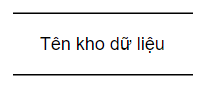 Tên kho dữ liệu